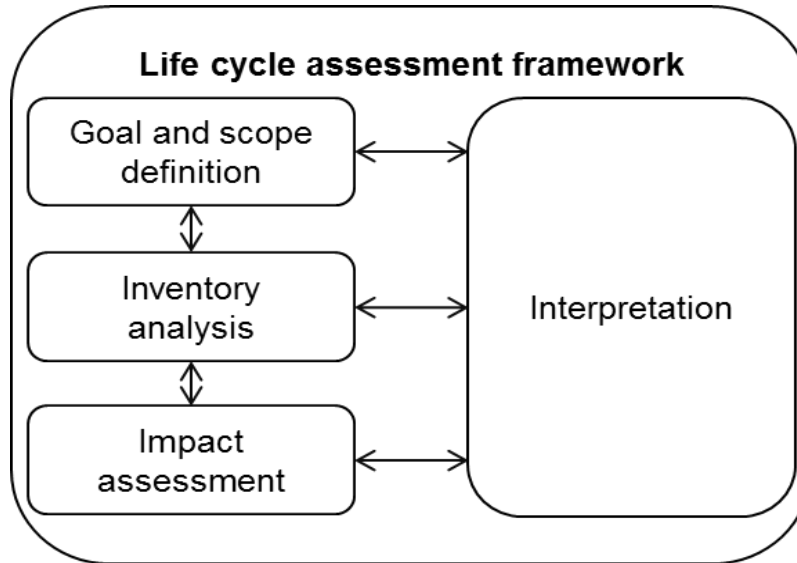 Life cycle assessment framework
Goal and scope
definition
Inventory
analysis
Impact
assessment
Interpretation